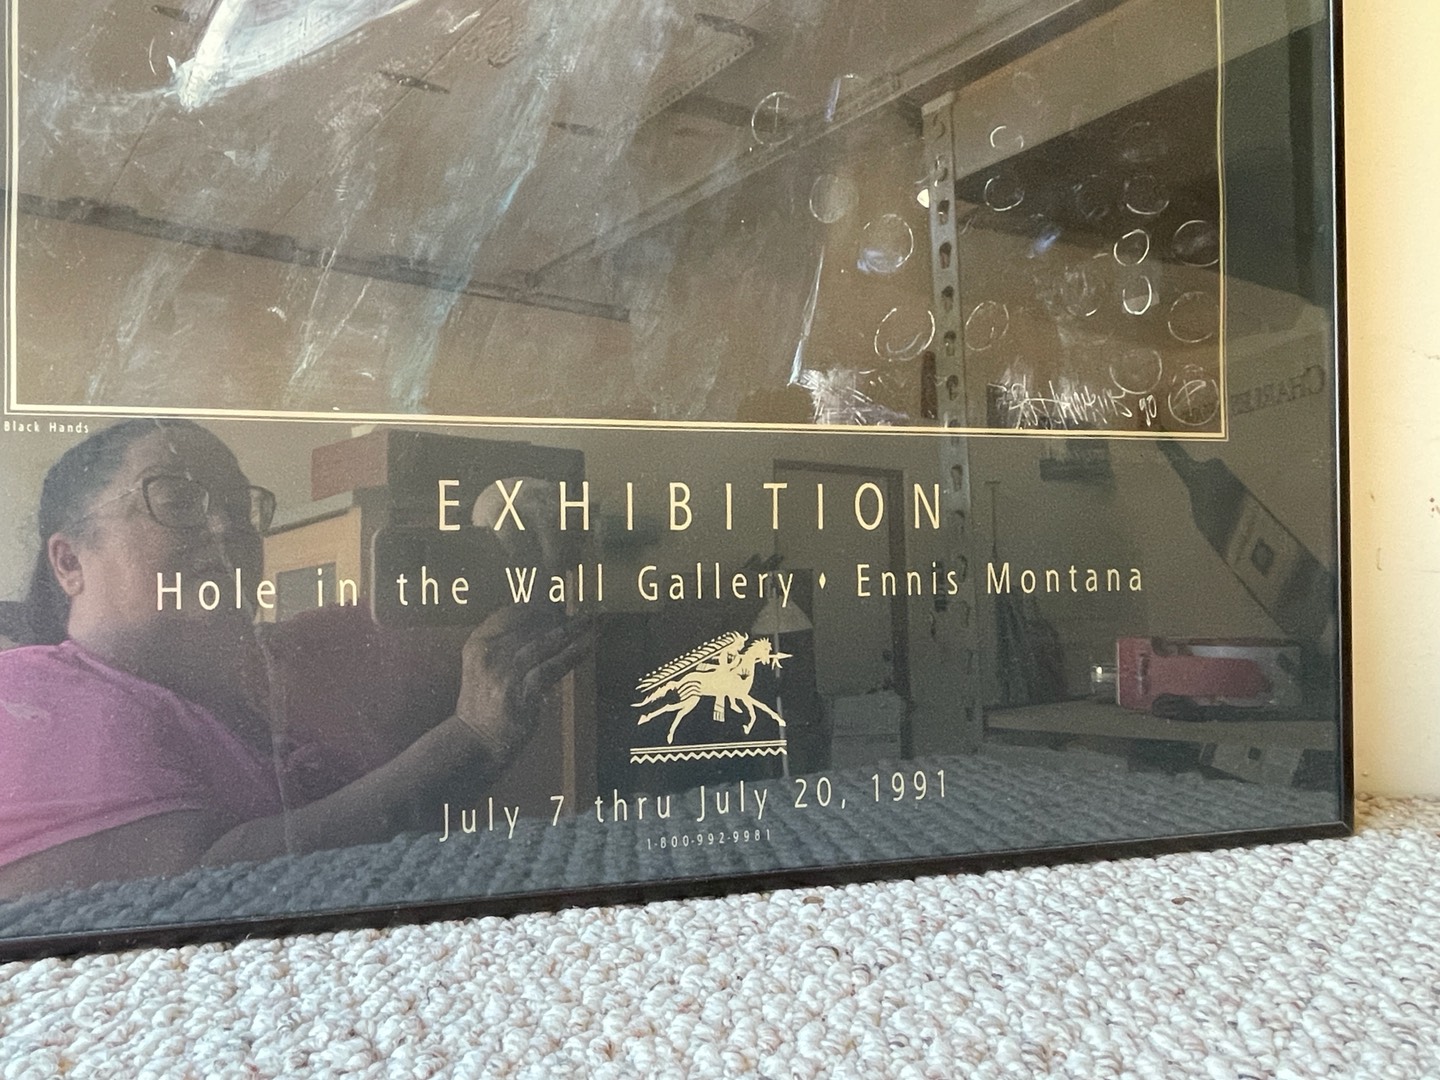 90
Black Hands
EXHIBITION
Hole in the Wall Gallery ♦ Ennis Montana
July 7 thru July 20, 1991
1-800-992-9981